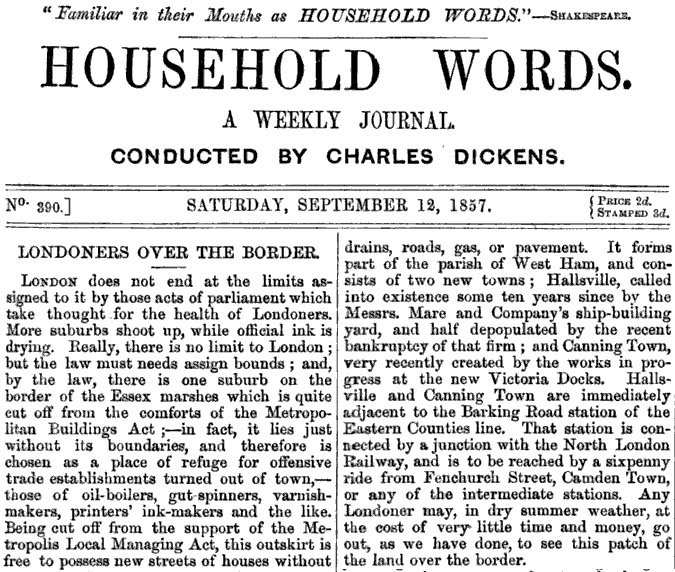 "Familiar in their Mouths as HOUSEHOLD WORDS."—SHAKESPEARE.
HOUSEHOLD WORDS.
A WEEKLY JOURNAL.
CONDUCTED BY CHARLES DICKENS.
No. 390.] SATURDAY, SEPTEMBER 12, 1857. { PRICE 2d.
{ STAMPED 3d.
LONDONERS OVER THE BORDER.
LONDON does not end at the limits as-
signed to it by those acts of parliament which
take thought for the health of Londoners.
More suburbs shoot up, while official ink is
drying. Really, there is no limit to London ;
but the law must needs assign bounds ; and,
by the law, there is one suburb on the
border of the Essex marshes which is quite
cut off from the comforts of the Metropo-
litan Buildings Act ;—in fact, it lies just
without its boundaries, and therefore is
chosen as a place of refuge for offensive
trade establishments turned out of town,—
those of oil-boilers, gut-spinners, varnish-
makers, printers' ink-makers and the like.
Being cut off from the support of the Me-
tropolis Local Managing Act, this outskirt is
free to possess new streets of houses without
drains, roads, gas, or pavement. It forms
part of the parish of West Ham, and con-
sists of two new towns ; Hallsville, called
into existence some ten years since by the
Messrs. Mare and Company's ship-building
yard, and half depopulated by the recent
bankruptcy of that firm ; and Canning Town,
very recently created by the works in pro-
gress at the new Victoria Docks. Halls-
ville and Canning Town are immediately
adjacent to the Barking Road station of the
Eastern Counties line. That station is con-
nected by a junction with the North London
Railway, and is to be reached by a sixpenny
ride from Fenchurch Street, Camden Town,
or any of the intermediate stations. Any
Londoner may, in dry summer weather, at
the cost of very little time and money, go
out, as we have done, to see this patch of
the land over the border.